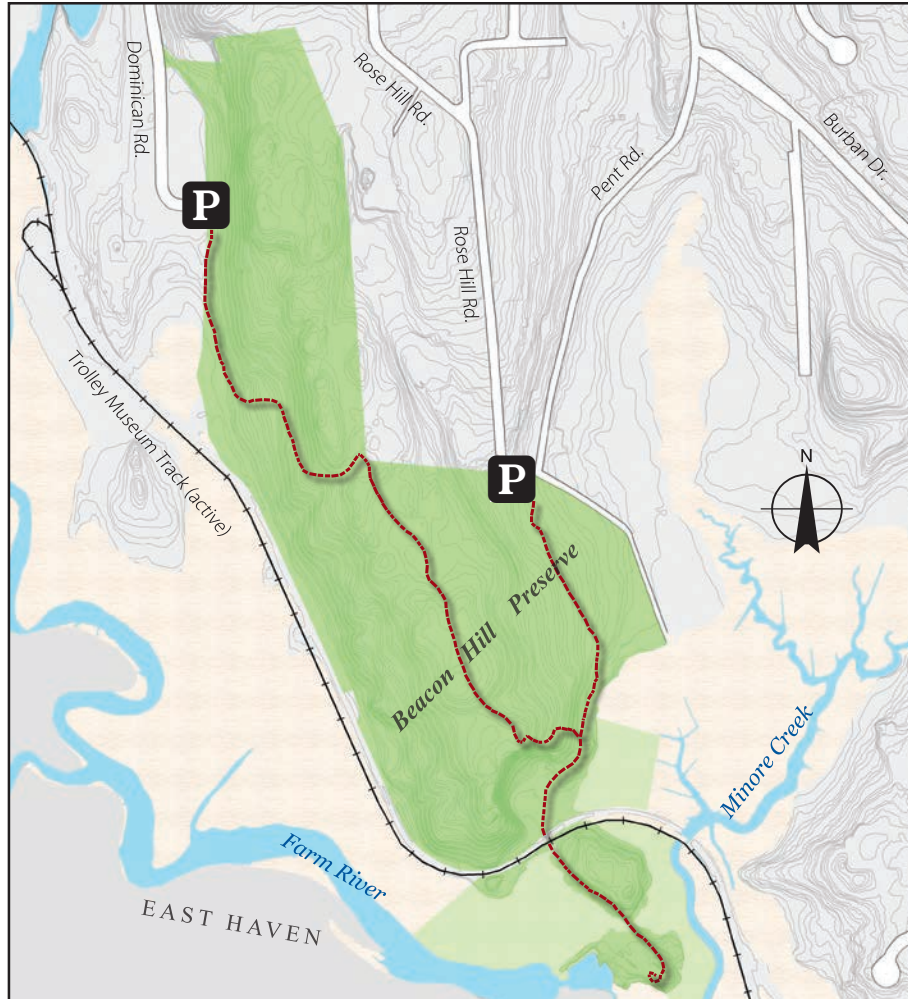 Dominican Rd.
Rose Hill Rd.
Burban Dr.
Pent Rd.
P
Rose Hill Rd.
Trolley Museum Track (active)
N
P
Beacon Hill Preserve
Minore Creek
Farm River
EAST HAVEN